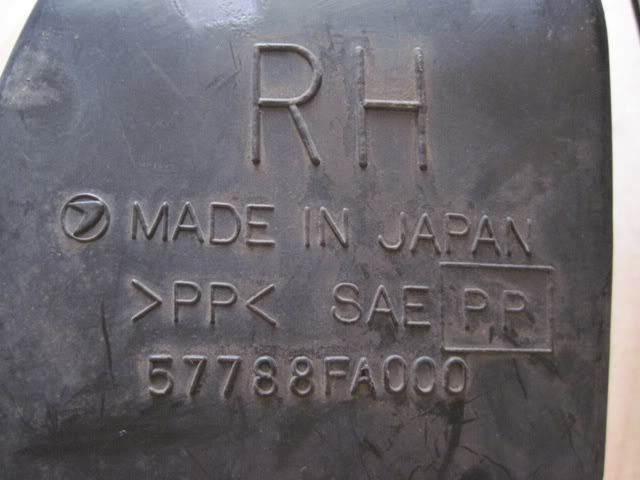 RH
MADE IN JAPAN
>PP< SAE PP
57788FA000